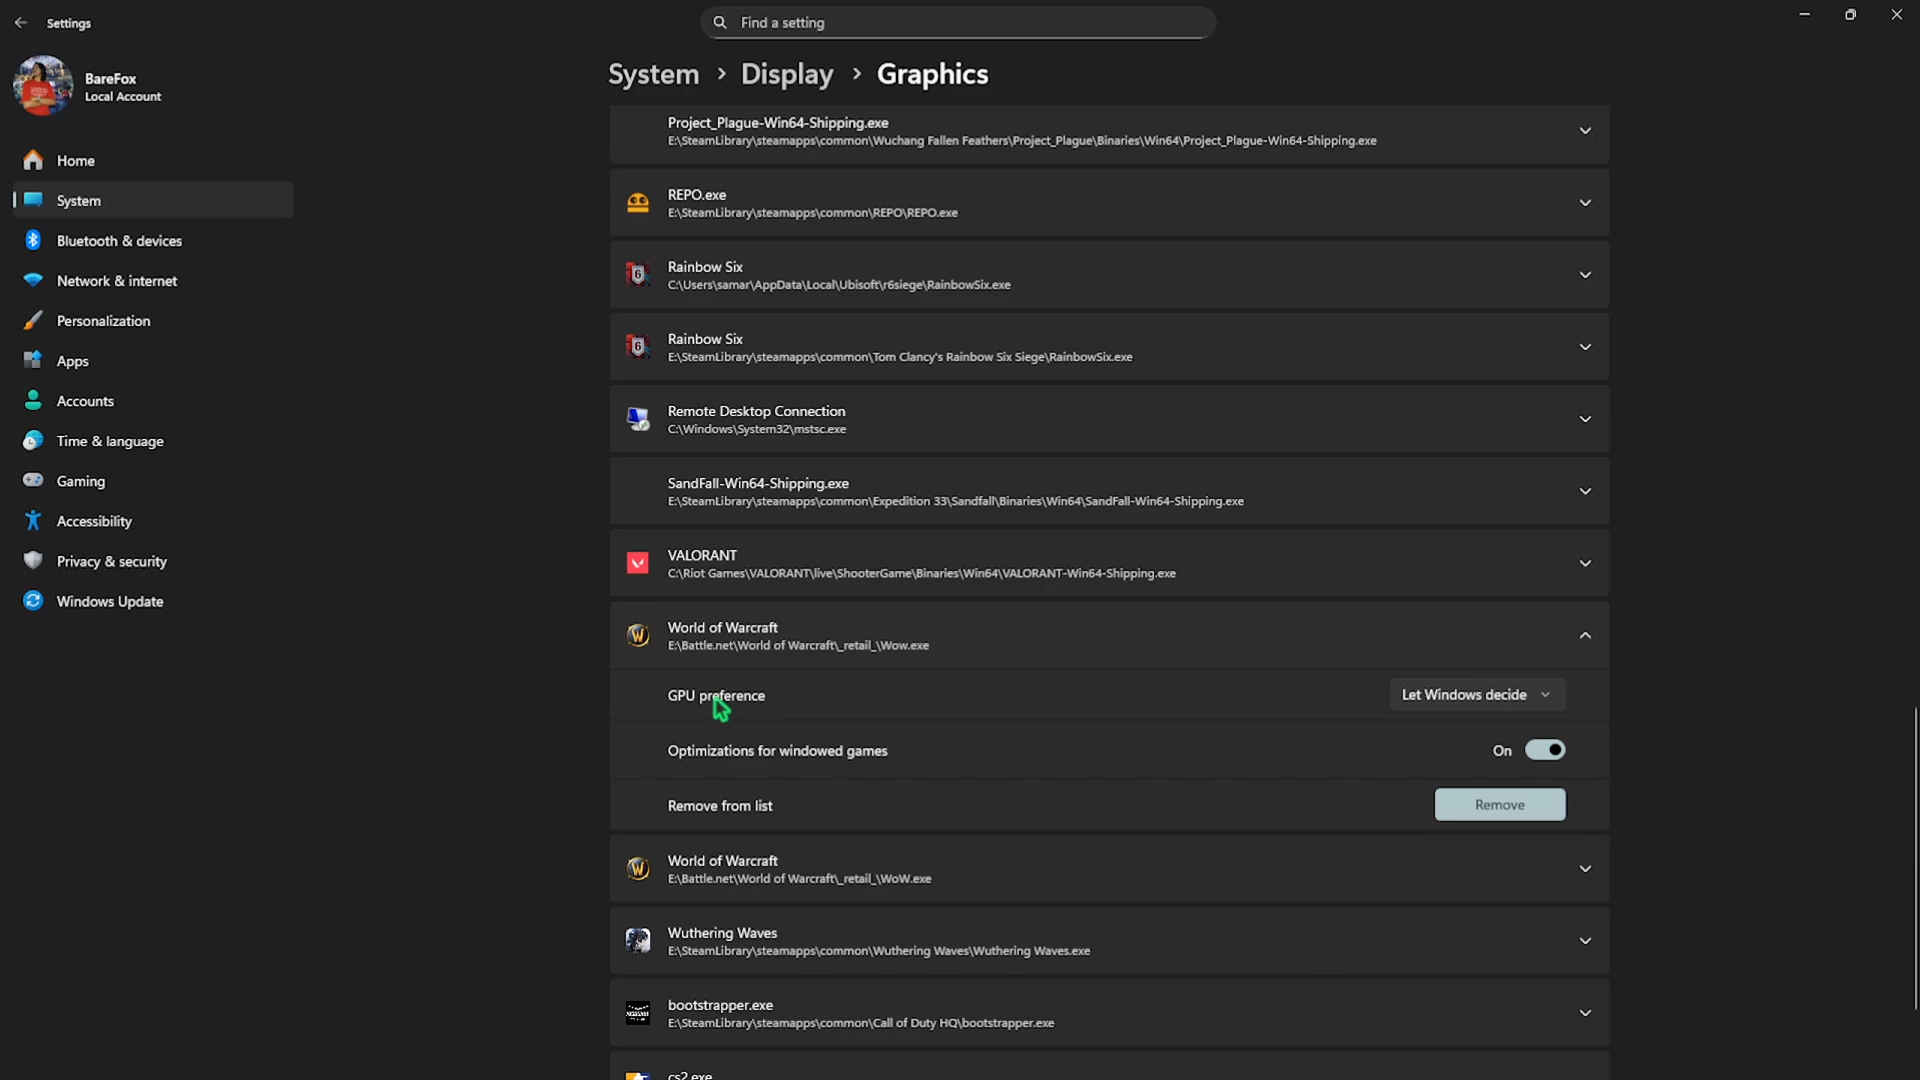 Settings
Find a setting
BareFox
Local Account
Home
System
Bluetooth & devices
Network & internet
Personalization
Apps
Accounts
Time & language
Gaming
Accessibility
Privacy & security
Windows Update
System > Display > Graphics
Project_Plague-Win64-Shipping.exe
E:\SteamLibrary\steamapps\common\Wuchang Fallen Feathers\Project_Plague\Binaries\Win64\Project_Plague-Win64-Shipping.exe
REPO.exe
E:\SteamLibrary\steamapps\common\REPO\REPO.exe
Rainbow Six
C:\Users\samar\AppData\Local\Ubisoft\r6siege\RainbowSix.exe
Rainbow Six
E:\SteamLibrary\steamapps\common\Tom Clancy's Rainbow Six Siege\RainbowSix.exe
Remote Desktop Connection
C:\Windows\System32\mstsc.exe
SandFall-Win64-Shipping.exe
E:\SteamLibrary\steamapps\common\Expedition 33\Sandfall\Binaries\Win64\SandFall-Win64-Shipping.exe
VALORANT
C:\Riot Games\VALORANT\live\ShooterGame\Binaries\Win64\VALORANT-Win64-Shipping.exe
World of Warcraft
E:\Battle.net\World of Warcraft\_retail_\Wow.exe
GPU preference
Let Windows decide
Optimizations for windowed games
On
Remove from list
Remove
World of Warcraft
E:\Battle.net\World of Warcraft\_retail_\WoW.exe
Wuthering Waves
E:\SteamLibrary\steamapps\common\Wuthering Waves\Wuthering Waves.exe
bootstrapper.exe
E:\SteamLibrary\steamapps\common\Call of Duty HQ\bootstrapper.exe
cs2.exe